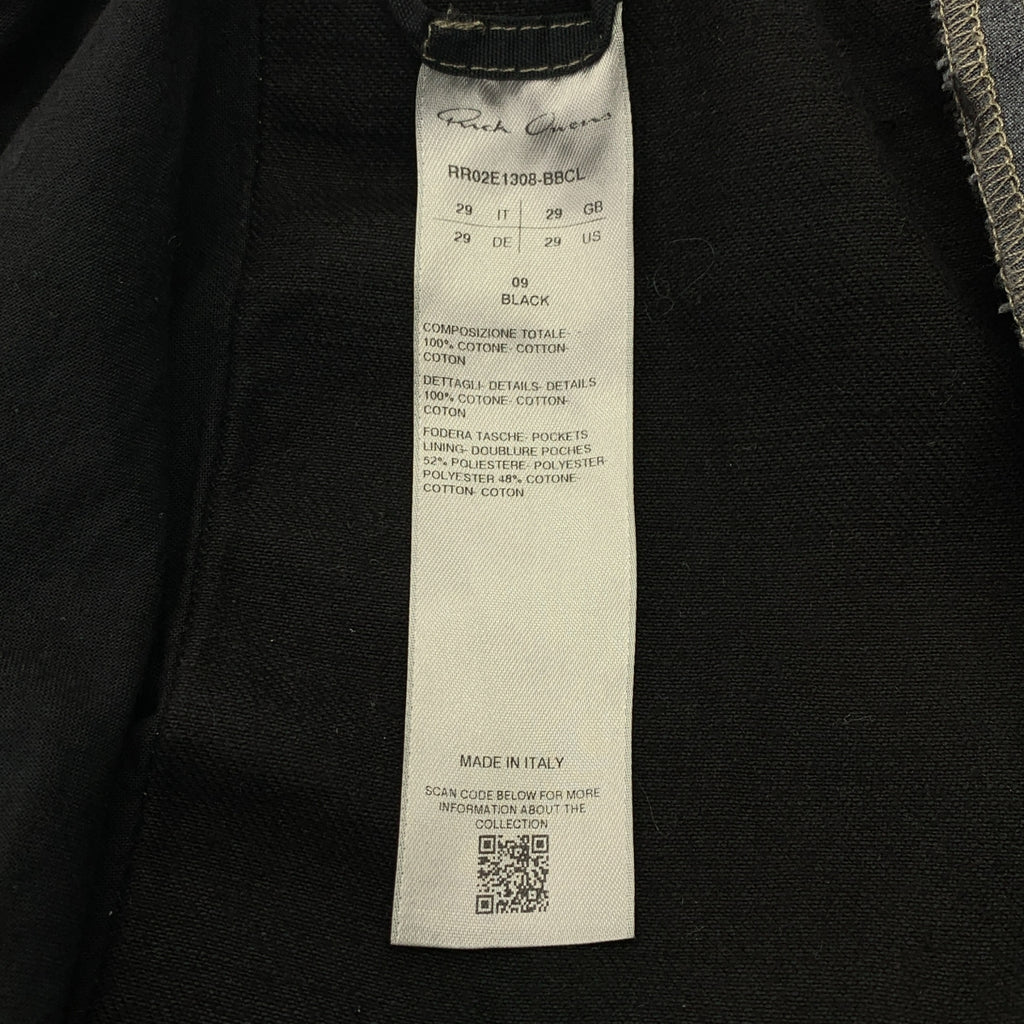 Rick Owens
RR02E1308-BBCL
29 IT 29 GB
29 DE 29 US
09
BLACK
COMPOSIZIONE TOTALE-
100% COTONE- COTTON-
COTON
DETTAGLI- DETAILS- DETAILS
100% COTONE- COTTON-
COTON
FODERA TASCHE- POCKETS
LINING- DOUBLURE POCHES
52% POLIESTERE- POLYESTER-
POLYESTER 48% COTONE-
COTTON- COTON
MADE IN ITALY
SCAN CODE BELOW FOR MORE
INFORMATION ABOUT THE
COLLECTION